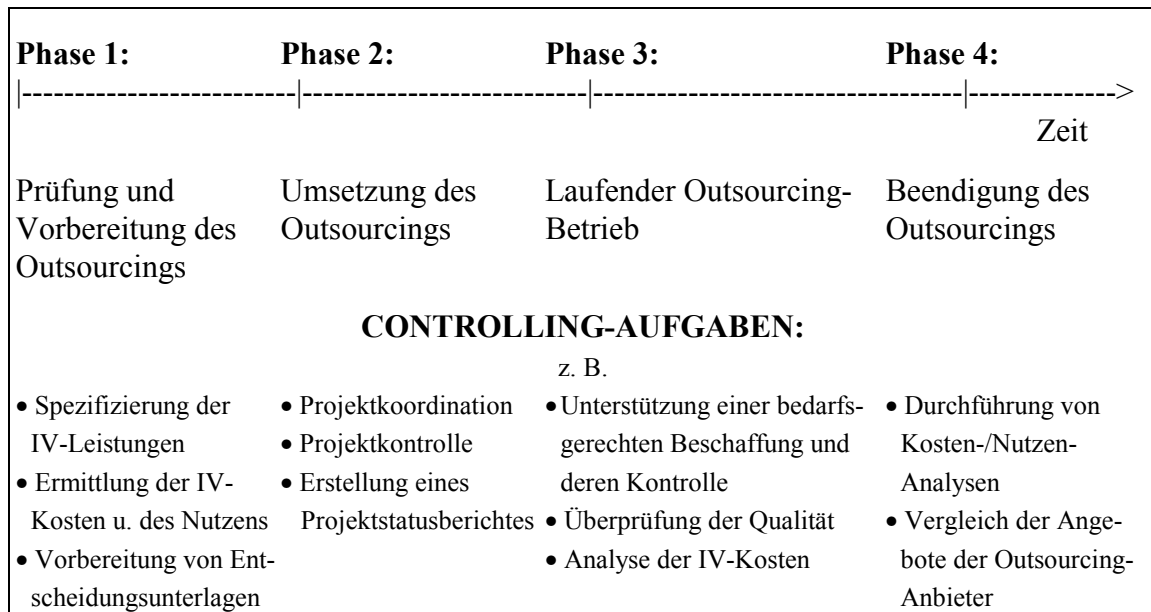 Phase 1: Phase 2: Phase 3: Phase 4:
|--------------------------|---------------------------|-----------------------------------|-------------->
Zeit
Prüfung und
Vorbereitung des
Outsourcings
Umsetzung des
Outsourcings
Laufender Outsourcing-
Betrieb
Beendigung des
Outsourcings
CONTROLLING-AUFGABEN:
z. B.
• Spezifizierung der
IV-Leistungen
• Ermittlung der IV-
Kosten u. des Nutzens
• Vorbereitung von Ent-
scheidungsunterlagen
• Projektkoordination
• Projektkontrolle
• Erstellung eines
Projektstatusberichtes
• Unterstützung einer bedarfs-
gerechten Beschaffung und
deren Kontrolle
• Überprüfung der Qualität
• Analyse der IV-Kosten
• Durchführung von
Kosten-/Nutzen-
Analysen
• Vergleich der Ange-
bote der Outsourcing-
Anbieter